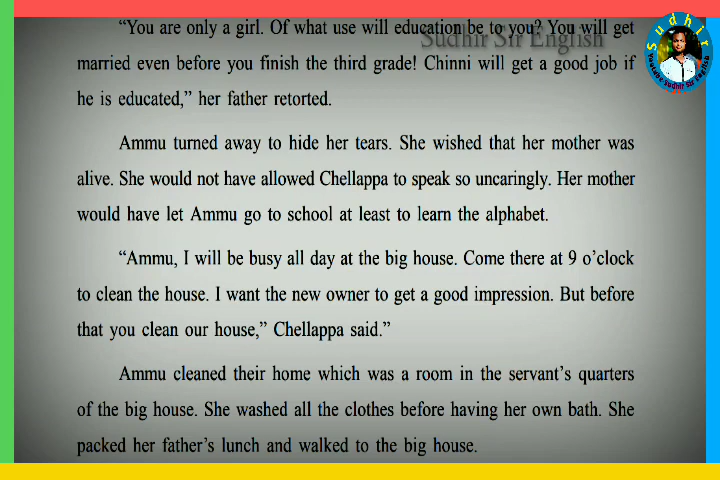 “You are only a girl. Of what use will education be to you? You will get
married even before you finish the third grade! Chinni will get a good job if
he is educated,” her father retorted.
Ammu turned away to hide her tears. She wished that her mother was
alive. She would not have allowed Chellappa to speak so uncaringly. Her mother
would have let Ammu go to school at least to learn the alphabet.
“Ammu, I will be busy all day at the big house. Come there at 9 o’clock
to clean the house. I want the new owner to get a good impression. But before
that you clean our house,” Chellappa said.”
Ammu cleaned their home which was a room in the servant’s quarters
of the big house. She washed all the clothes before having her own bath. She
packed her father’s lunch and walked to the big house.
Sudhir Sir English
Sudhir
Youtube Sudhir Sir English